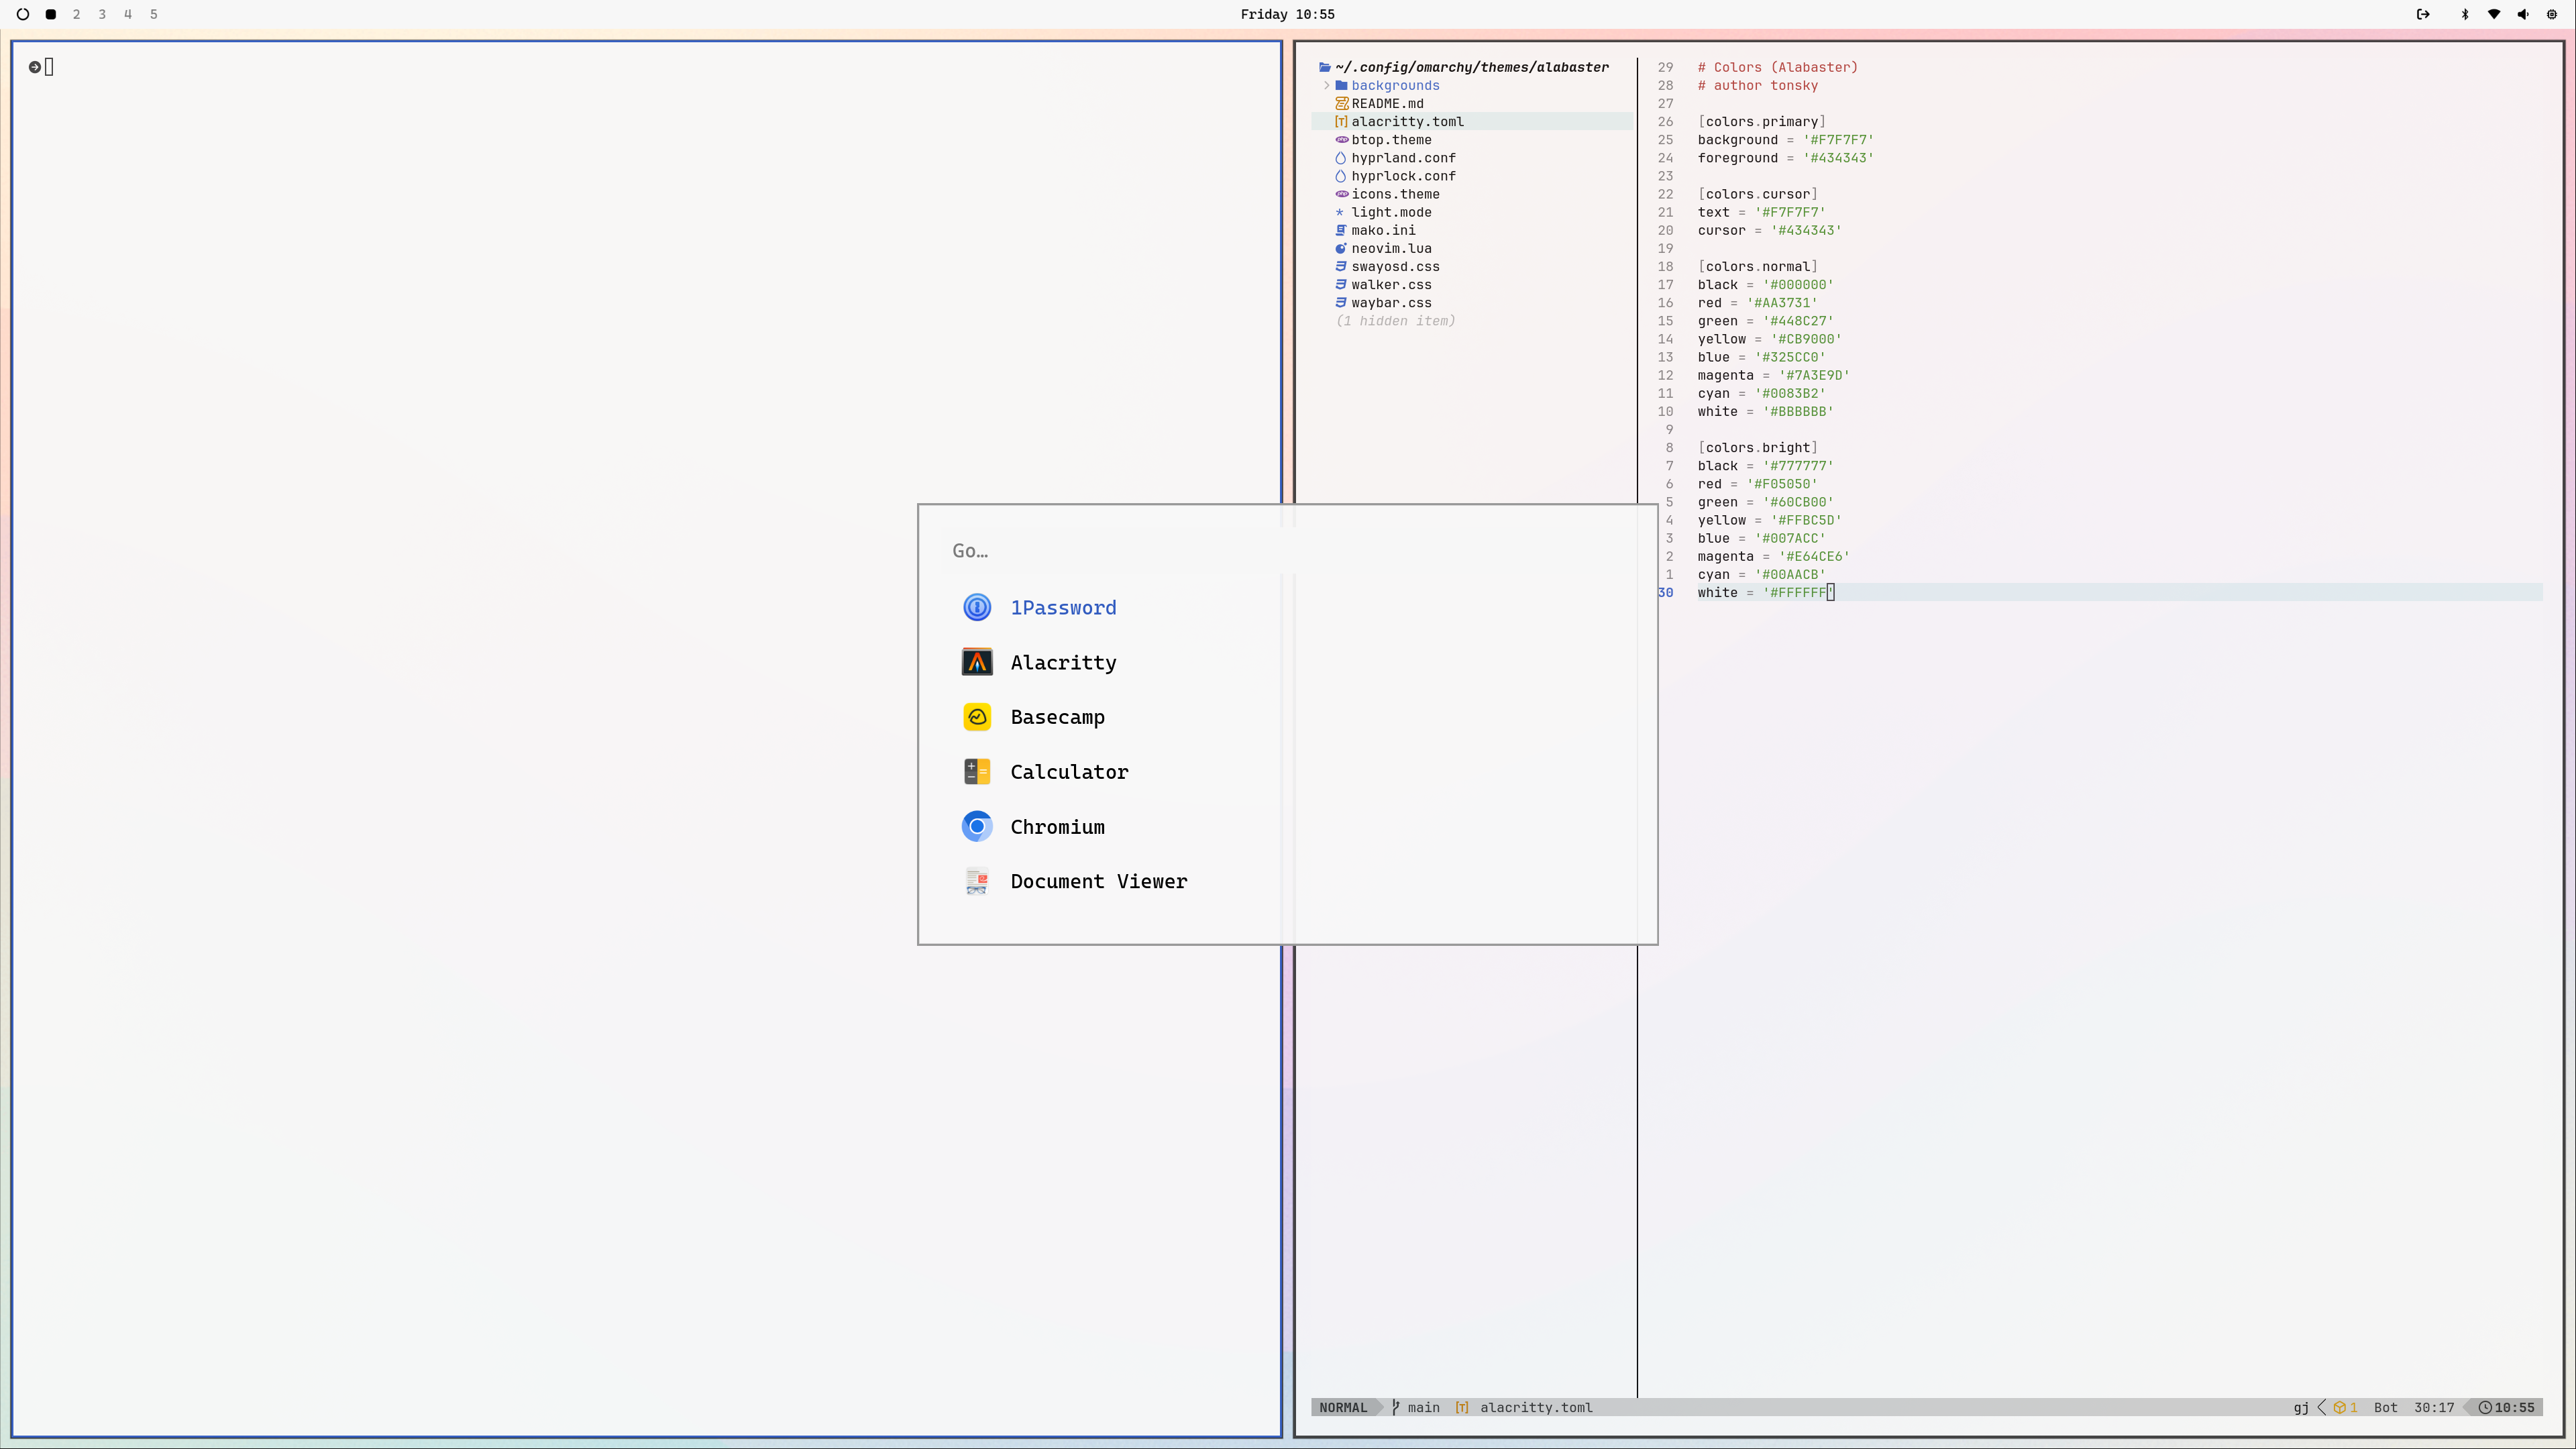 2 3 4 5
Friday 10:55
~/.config/omarchy/themes/alabaster
backgrounds
README.md
alacritty.toml
btop.theme
hyprland.conf
hyprlock.conf
icons.theme
light.mode
mako.ini
neovim.lua
swayosd.css
walker.css
waybar.css
(1 hidden item)
29 # Colors (Alabaster)
28 # author tonsky
27
26 [colors.primary]
25 background = '#F7F7F7'
24 foreground = '#434343'
23
22 [colors.cursor]
21 text = '#F7F7F7'
20 cursor = '#434343'
19
18 [colors.normal]
17 black = '#000000'
16 red = '#AA3731'
15 green = '#448C27'
14 yellow = '#CB9000'
13 blue = '#325CC0'
12 magenta = '#7A3E9D'
11 cyan = '#0083B2'
10 white = '#BBBBBB'
9
8 [colors.bright]
7 black = '#777777'
6 red = '#F05050'
5 green = '#60CB00'
4 yellow = '#FFBC5D'
3 blue = '#007ACC'
2 magenta = '#E64CE6'
1 cyan = '#00AACB'
30 white = '#FFFFFF'
Go…
1Password
Alacritty
Basecamp
Calculator
Chromium
Document Viewer
NORMAL main [T] alacritty.toml gj 1 Bot 30:17 10:55